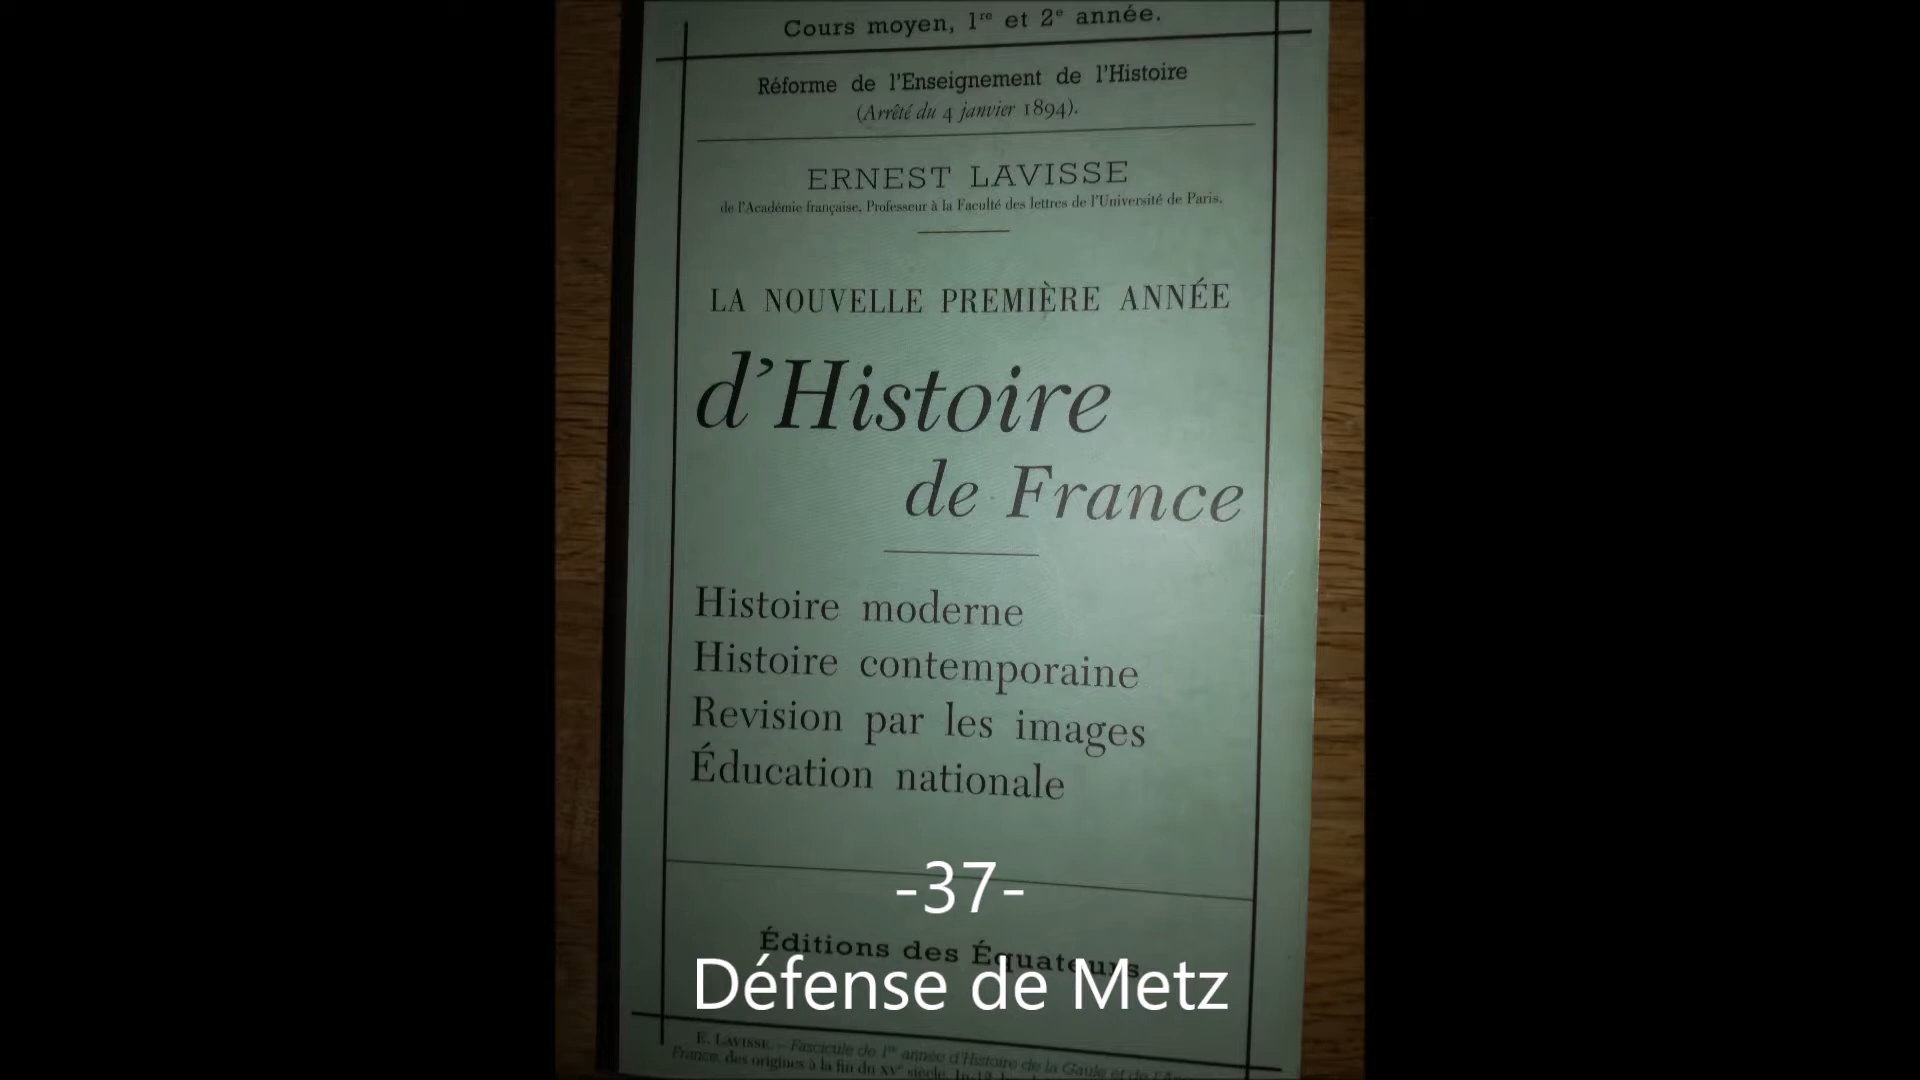 Cours moyen, 1re et 2e année.
Réforme de l'Enseignement de l'Histoire
(Arrêté du 4 janvier 1894).
ERNEST LAVISSE
de l'Académie française, Professeur à la Faculté des lettres de l'Université de Paris.
LA NOUVELLE PREMIÈRE ANNÉE
d'Histoire
de France
Histoire moderne
Histoire contemporaine
Revision par les images
Éducation nationale
-37-
Éditions des Équateurs
Défense de Metz
E. LAVISSE. - Fascicule de 1re année d'Histoire de la Gaule et de
France, des origines à la fin du XVe siècle.